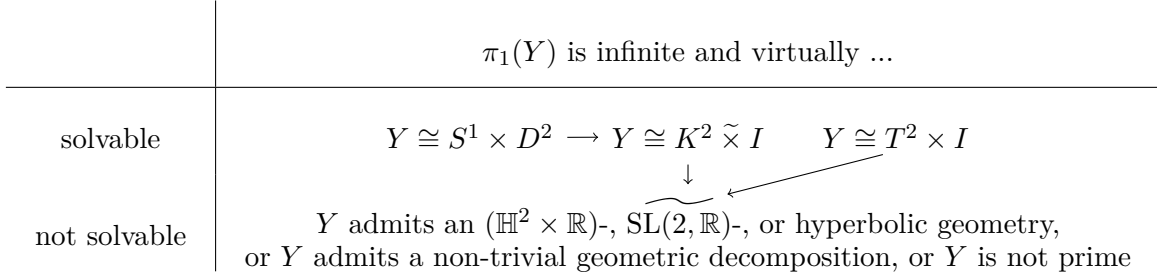 π₁(Y) is infinite and virtually ...
solvable Y ≅ S¹ × D² ⟶ Y ≅ K² ×̃ I Y ≅ T² × I
↓
not solvable Y admits an (ℍ² × ℝ)-, S͠L(2, ℝ)-, or hyperbolic geometry,
or Y admits a non-trivial geometric decomposition, or Y is not prime